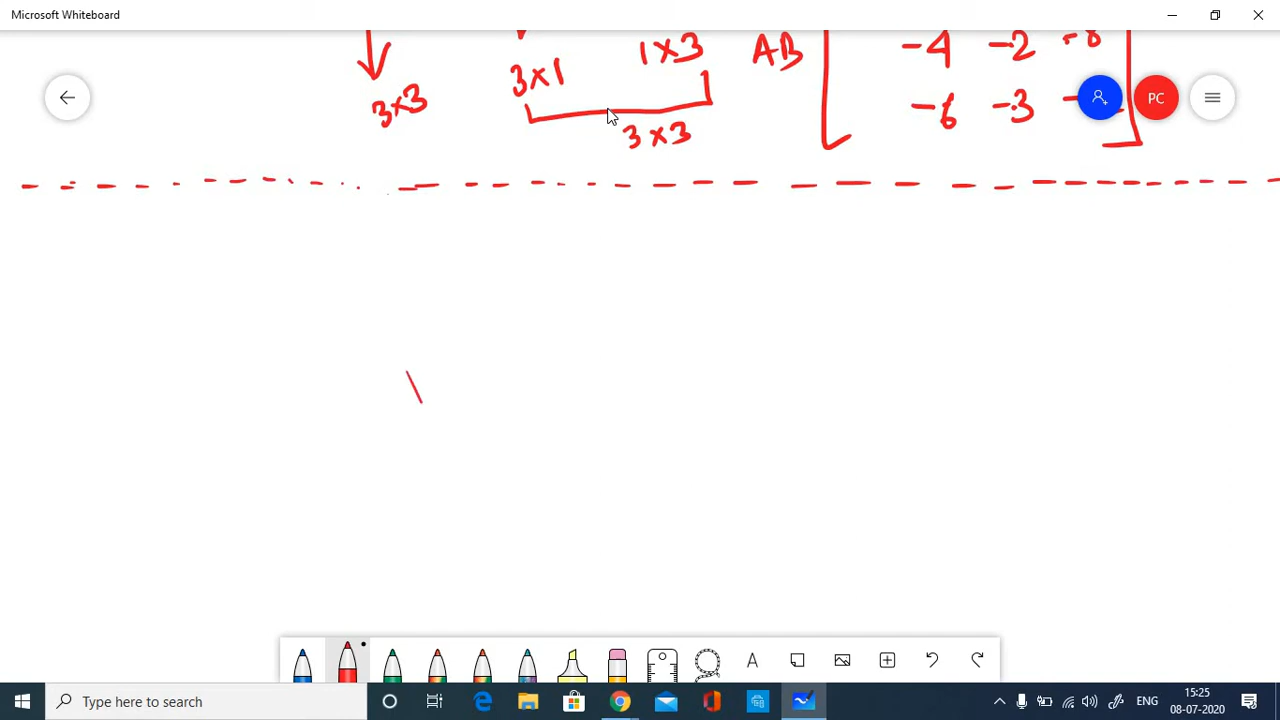 Microsoft Whiteboard
1×3 AB -4 -2 -8
3×1
3×3 -6 -3
3×3
PC
A
Type here to search
ENG
15:25
08-07-2020